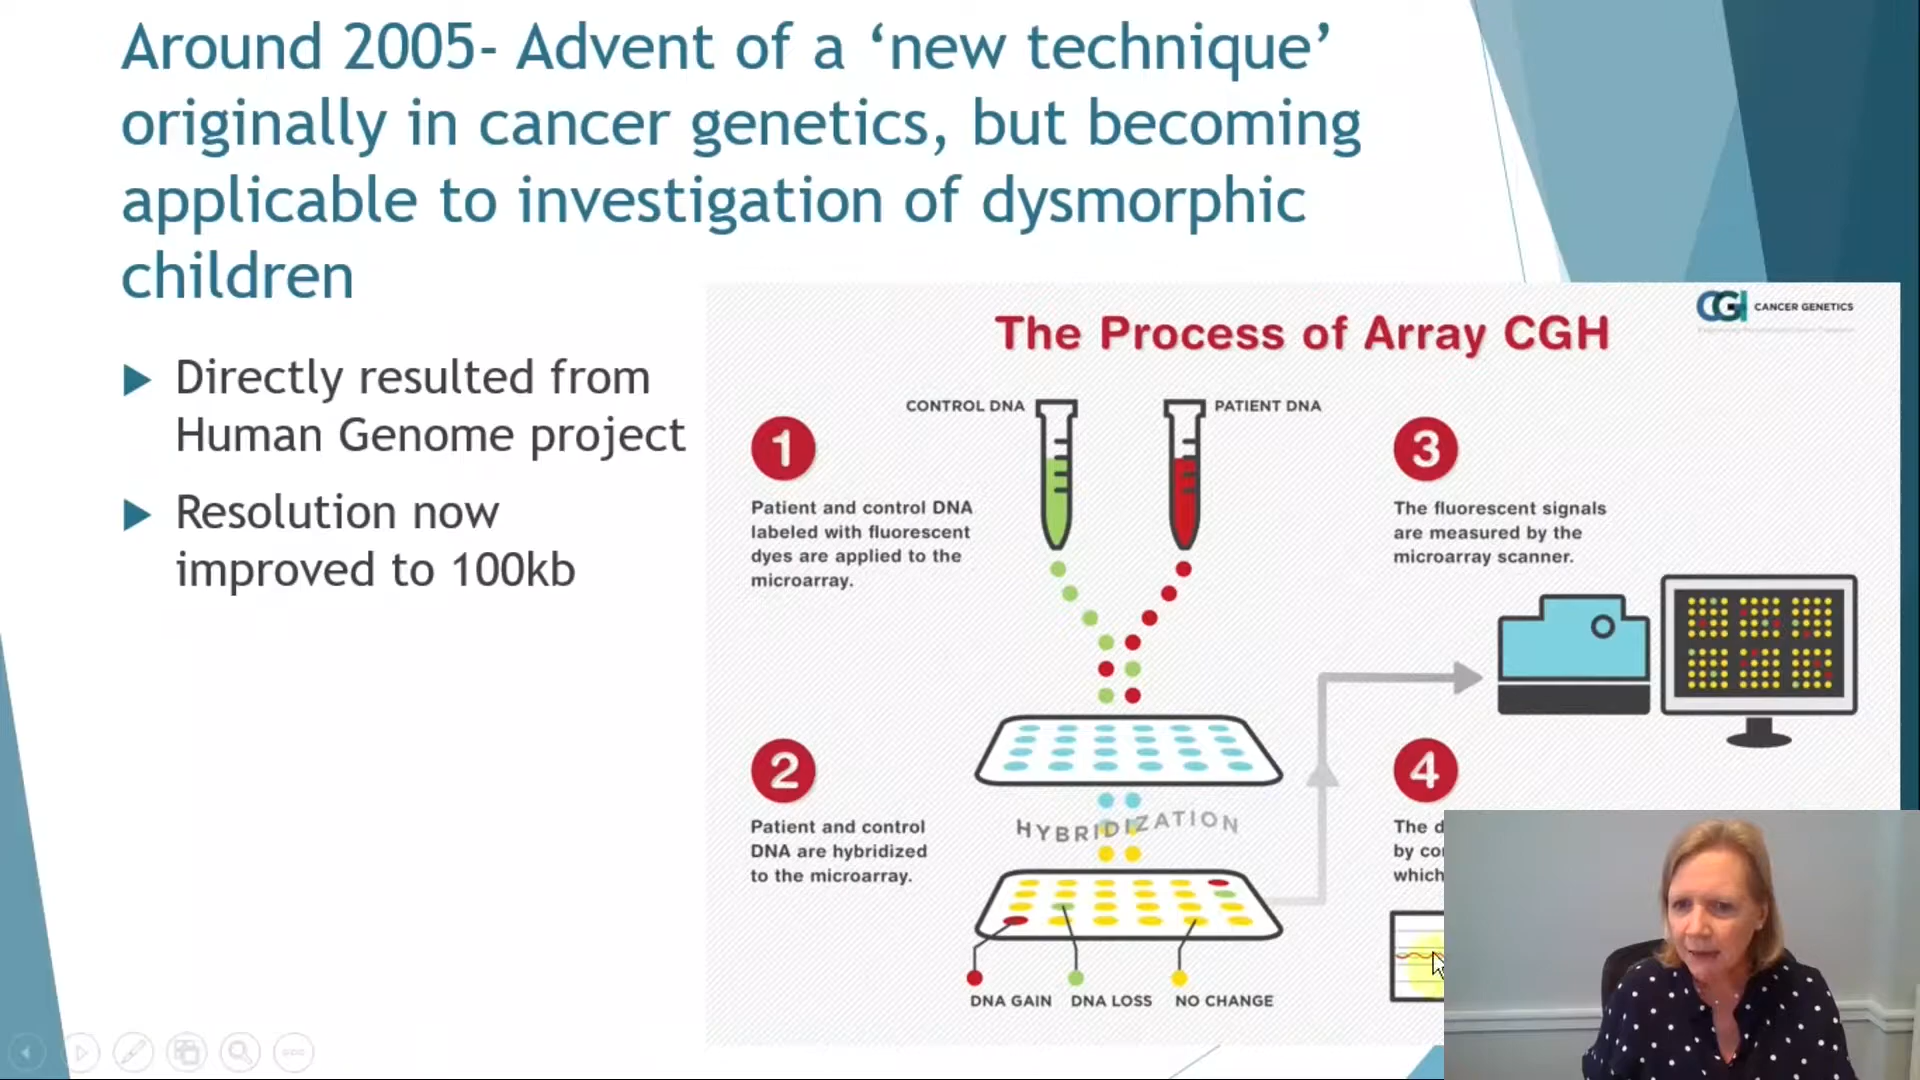 Around 2005- Advent of a ‘new technique’
originally in cancer genetics, but becoming
applicable to investigation of dysmorphic
children
Directly resulted from
Human Genome project
Resolution now
improved to 100kb
CGI CANCER GENETICS
The Process of Array CGH
CONTROL DNA
PATIENT DNA
1
Patient and control DNA
labeled with fluorescent
dyes are applied to the
microarray.
2
Patient and control
DNA are hybridized
to the microarray.
HYBRIDIZATION
DNA GAIN
DNA LOSS
NO CHANGE
3
The fluorescent signals
are measured by the
microarray scanner.
4
The
by
which